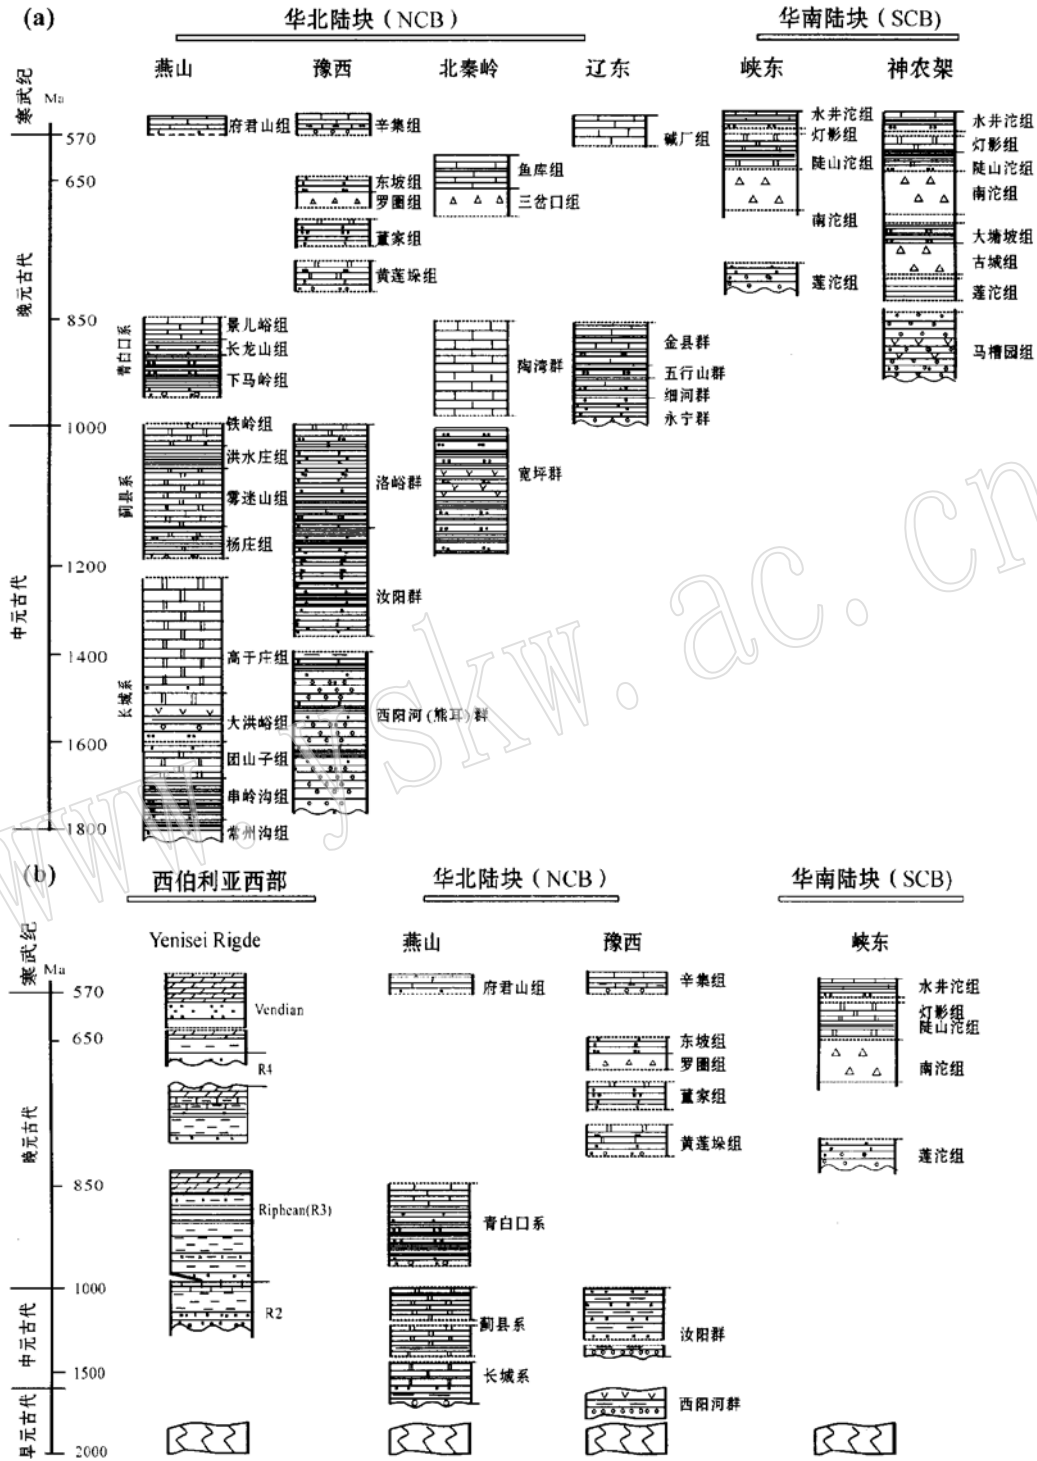 (a)
华北陆块（NCB）
华南陆块（SCB）
燕山
豫西
北秦岭
辽东
峡东
神农架
寒武纪
Ma
570
650
850
1000
1200
1400
1600
1800
晚元古代
中元古代
青白口系
蓟县系
长城系
府君山组
景儿峪组
长龙山组
下马岭组
铁岭组
洪水庄组
雾迷山组
杨庄组
高于庄组
大洪峪组
团山子组
串岭沟组
常州沟组
辛集组
东坡组
罗圈组
董家组
黄莲垛组
洛峪群
汝阳群
西阳河(熊耳)群
鱼库组
三岔口组
陶湾群
宽坪群
碱厂组
金县群
五行山群
细河群
永宁群
水井沱组
灯影组
陡山沱组
南沱组
莲沱组
水井沱组
灯影组
陡山沱组
南沱组
大塘坡组
古城组
莲沱组
马槽园组
www.yskw.ac.cn
(b)
西伯利亚西部
华北陆块（NCB）
华南陆块（SCB）
Yenisei Rigde
燕山
豫西
峡东
寒武纪
Ma
570
650
850
1000
1500
2000
晚元古代
中元古代
早元古代
Vendian
R4
Riphean(R3)
R2
府君山组
青白口系
蓟县系
长城系
辛集组
东坡组
罗圈组
董家组
黄莲垛组
汝阳群
西阳河群
水井沱组
灯影组
陡山沱组
南沱组
莲沱组